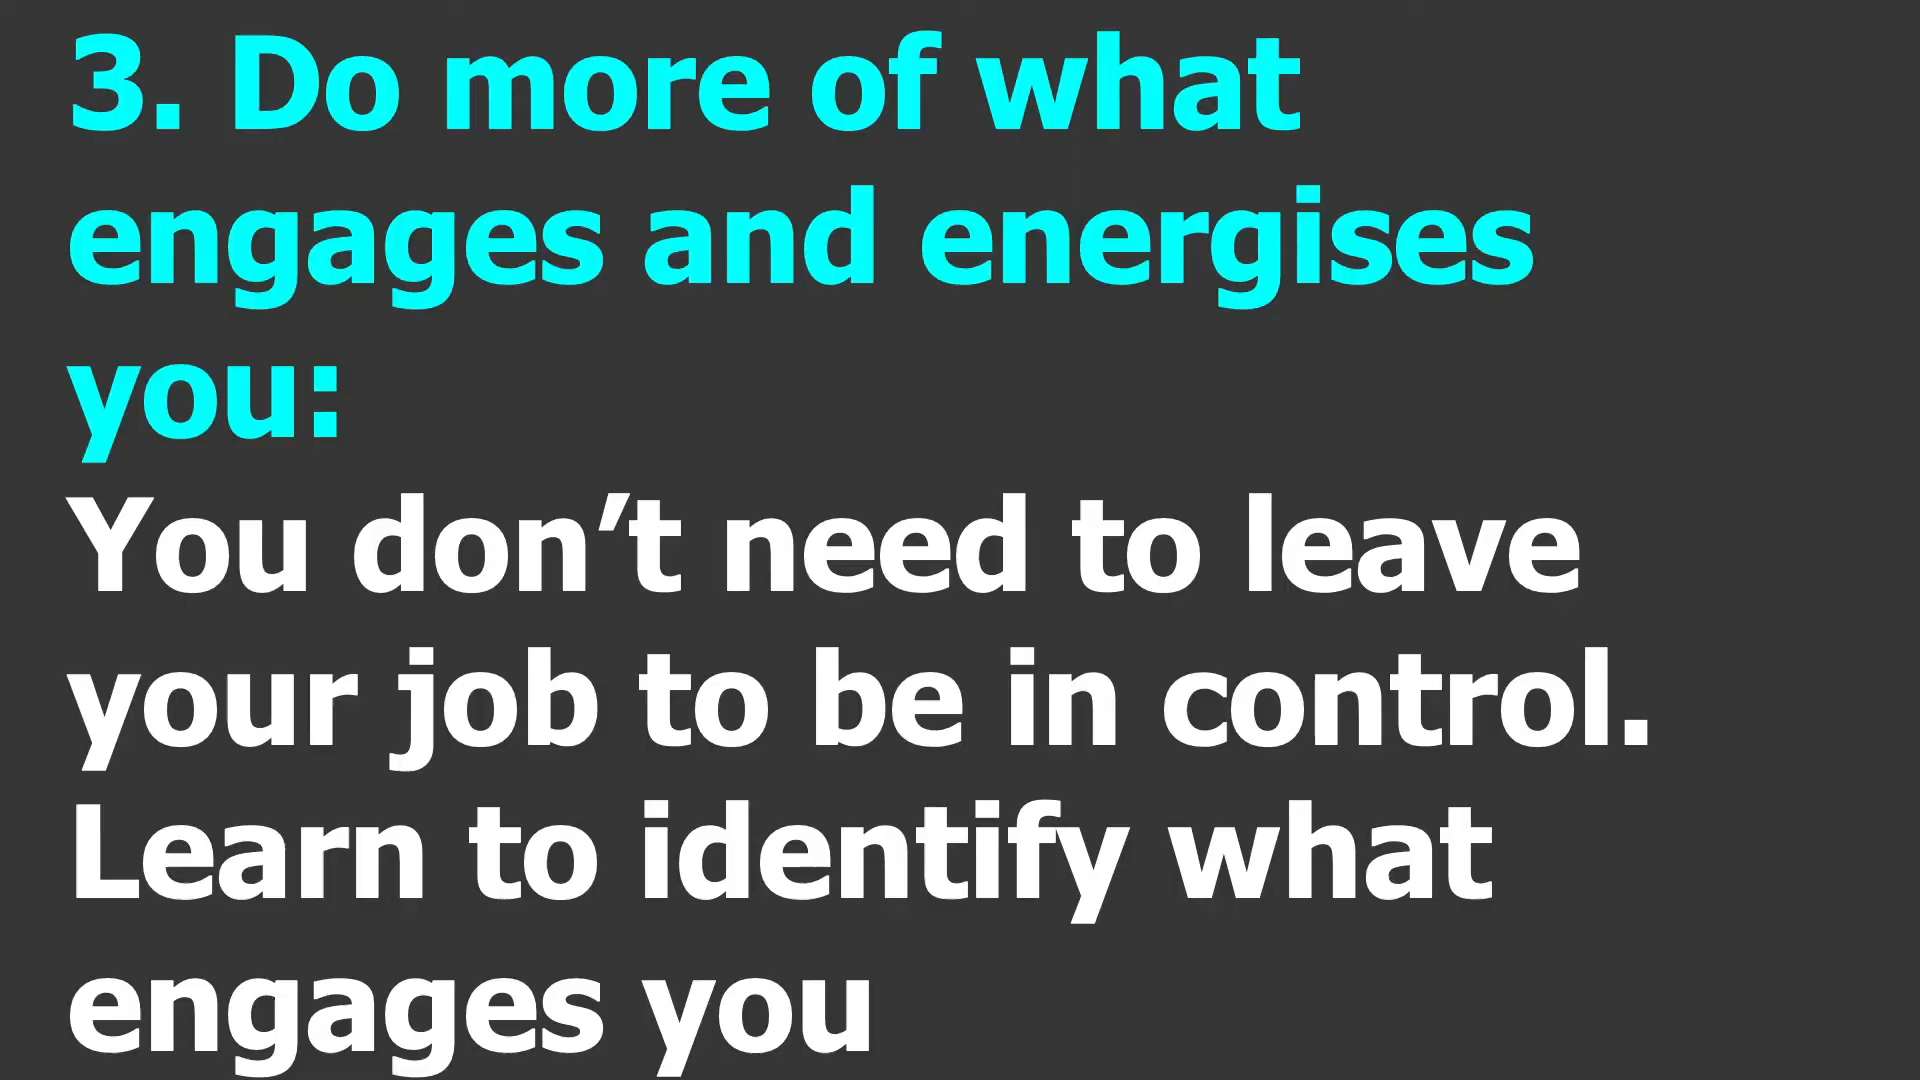 3. Do more of what
engages and energises
you:
You don’t need to leave
your job to be in control.
Learn to identify what
engages you